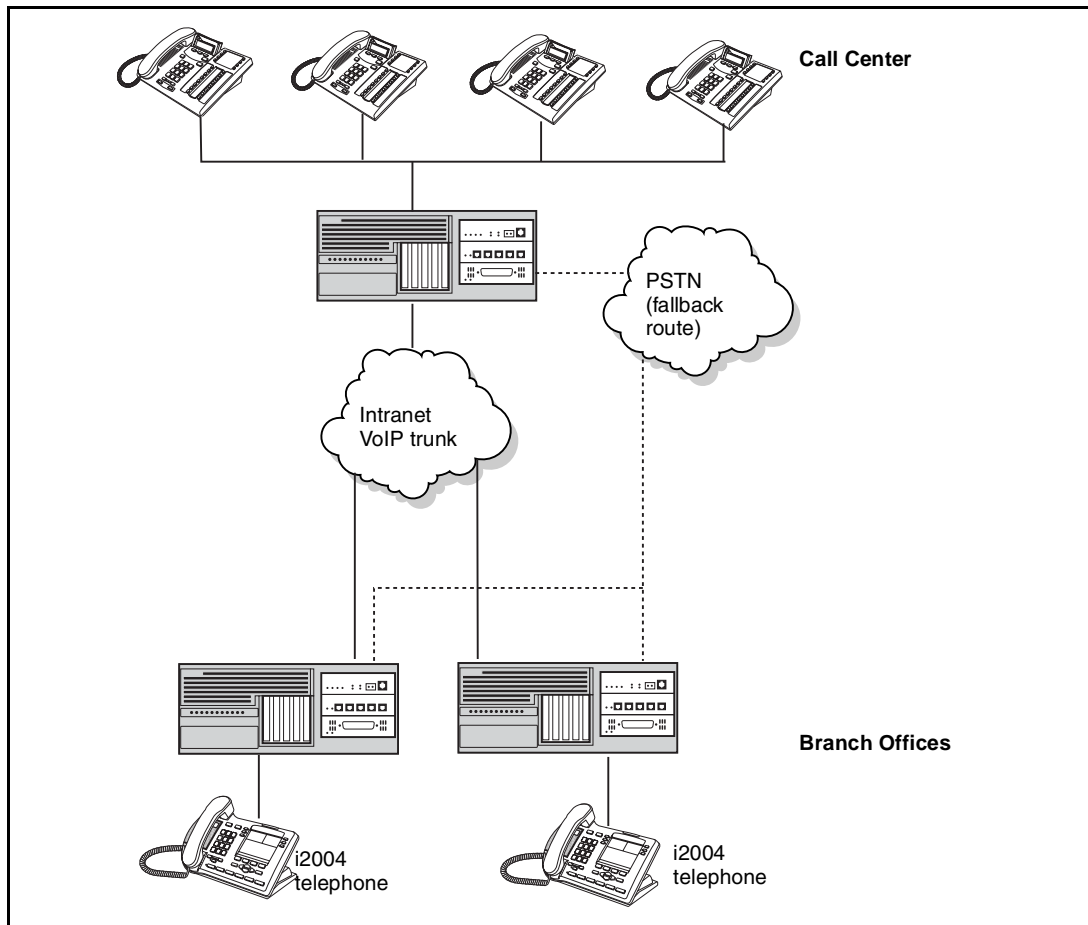 Call Center
PSTN
(fallback
route)
Intranet
VoIP trunk
Branch Offices
i2004
telephone
i2004
telephone